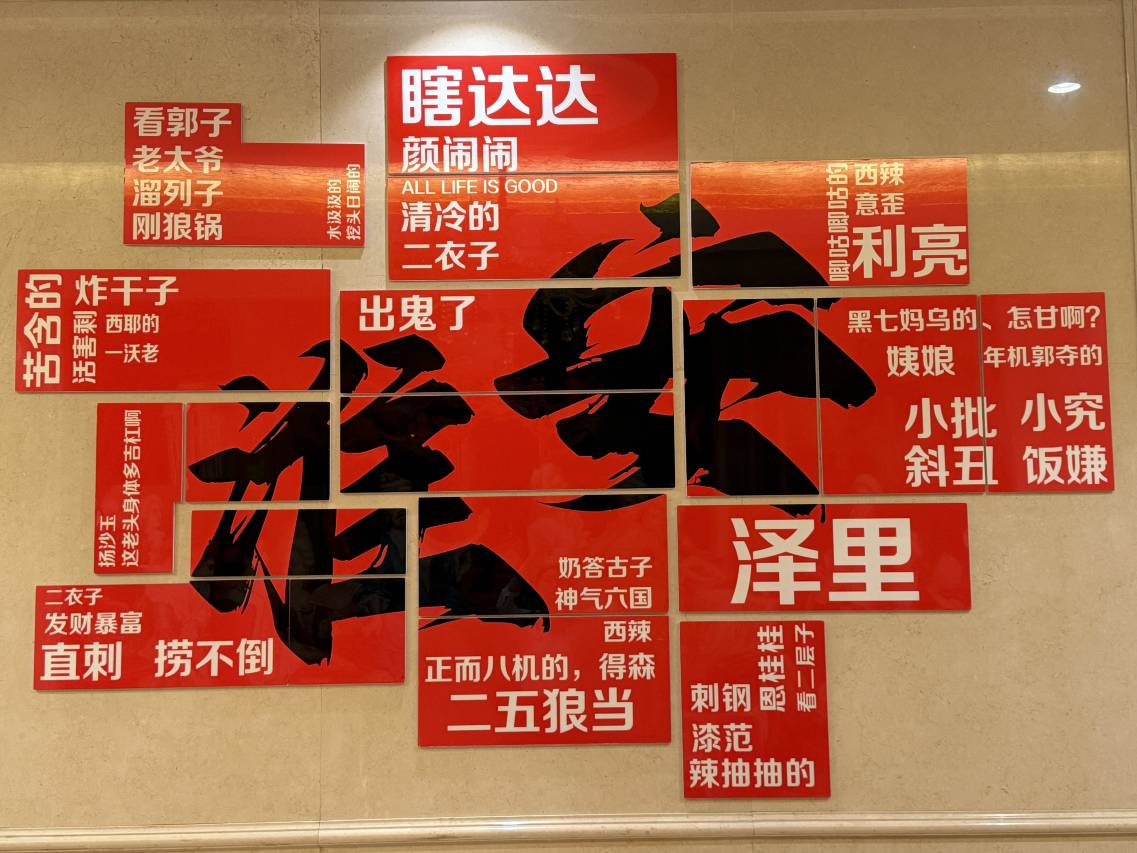 看郭子
老太爷
溜列子
刚狼锅
水汲汲的
挖头日闹的
瞎达达
颜闹闹
ALL LIFE IS GOOD
清冷的
二衣子
唧咕唧咕的
西辣
意歪
利亮
苦含的
炸干子
活害剩
西耶的
一沃老
出鬼了
淮安
黑七妈乌的、怎甘啊?
姨娘
年机郭夺的
小批
小究
斜丑
饭嫌
扬沙玉
这老头身体多吉杠啊
奶答古子
神气六国
泽里
二衣子
发财暴富
直刺
捞不倒
西辣
正而八机的，得森
二五狼当
刺钢
恩桂桂
看二层子
漆范
辣抽抽的